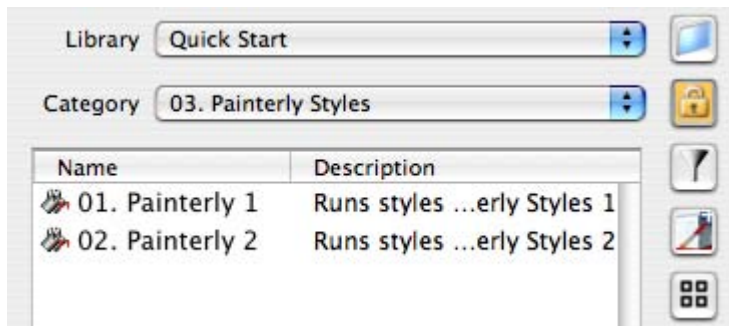 Library Quick Start
Category 03. Painterly Styles
Name Description
01. Painterly 1 Runs styles ...erly Styles 1
02. Painterly 2 Runs styles ...erly Styles 2